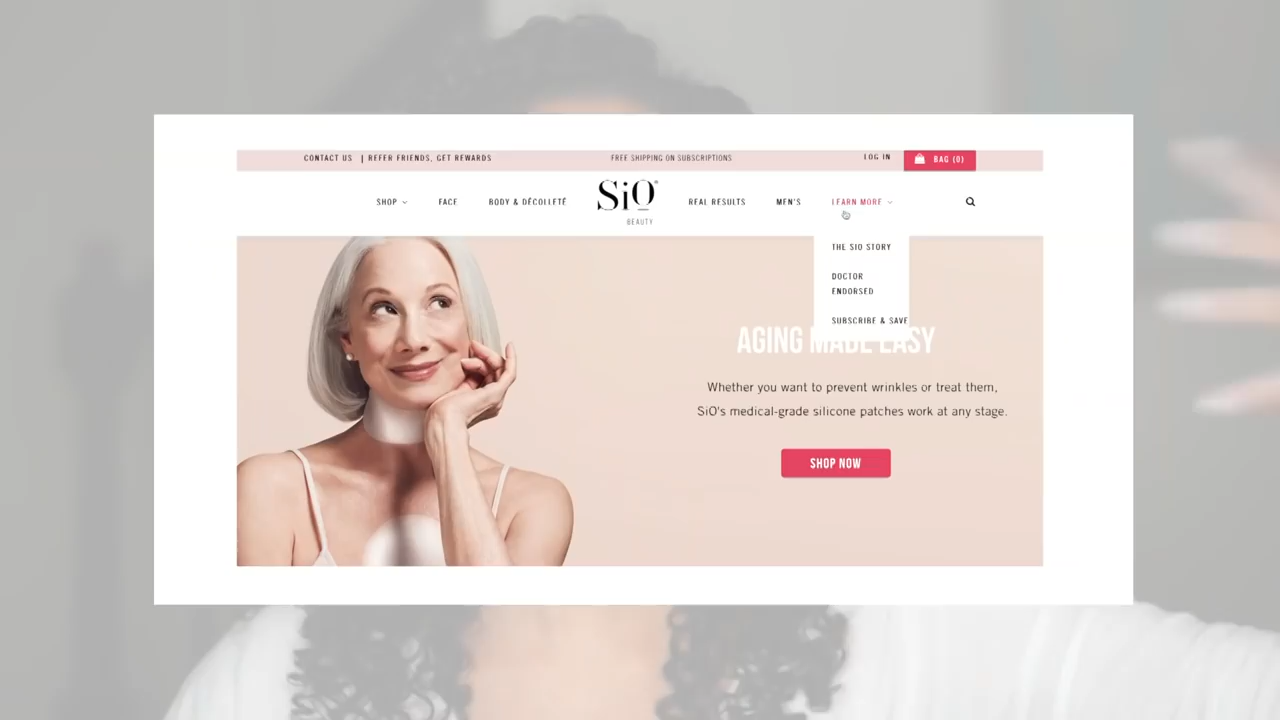 CONTACT US | REFER FRIENDS, GET REWARDS
FREE SHIPPING ON SUBSCRIPTIONS
LOG IN
BAG (0)
SHOP
FACE
BODY & DÉCOLLETÉ
SiO
BEAUTY
REAL RESULTS
MEN'S
LEARN MORE
THE SIO STORY
DOCTOR
ENDORSED
SUBSCRIBE & SAVE
AGING MADE EASY
Whether you want to prevent wrinkles or treat them,
SiO's medical-grade silicone patches work at any stage.
SHOP NOW